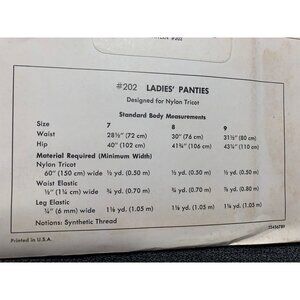 #202 LADIES' PANTIES
Designed for Nylon Tricot
Standard Body Measurements
Size 7 8 9
Waist 28½" (72 cm) 30" (76 cm) 31½" (80 cm)
Hip 40" (102 cm) 41¾" (106 cm) 43¼" (110 cm)
Material Required (Minimum Width)
Nylon Tricot
60" (150 cm) wide ½ yd. (0.50 m) ½ yd. (0.50 m) ½ yd. (0.50 m)
Waist Elastic
½" (1¼ cm) wide ¾ yd. (0.70 m) ¾ yd. (0.70 m) ⅞ yd. (0.80 m)
Leg Elastic
¼" (6 mm) wide 1⅛ yd. (1.05 m) 1⅛ yd. (1.05 m) 1⅛ yd. (1.05 m)
Notions: Synthetic Thread
Printed in U.S.A.